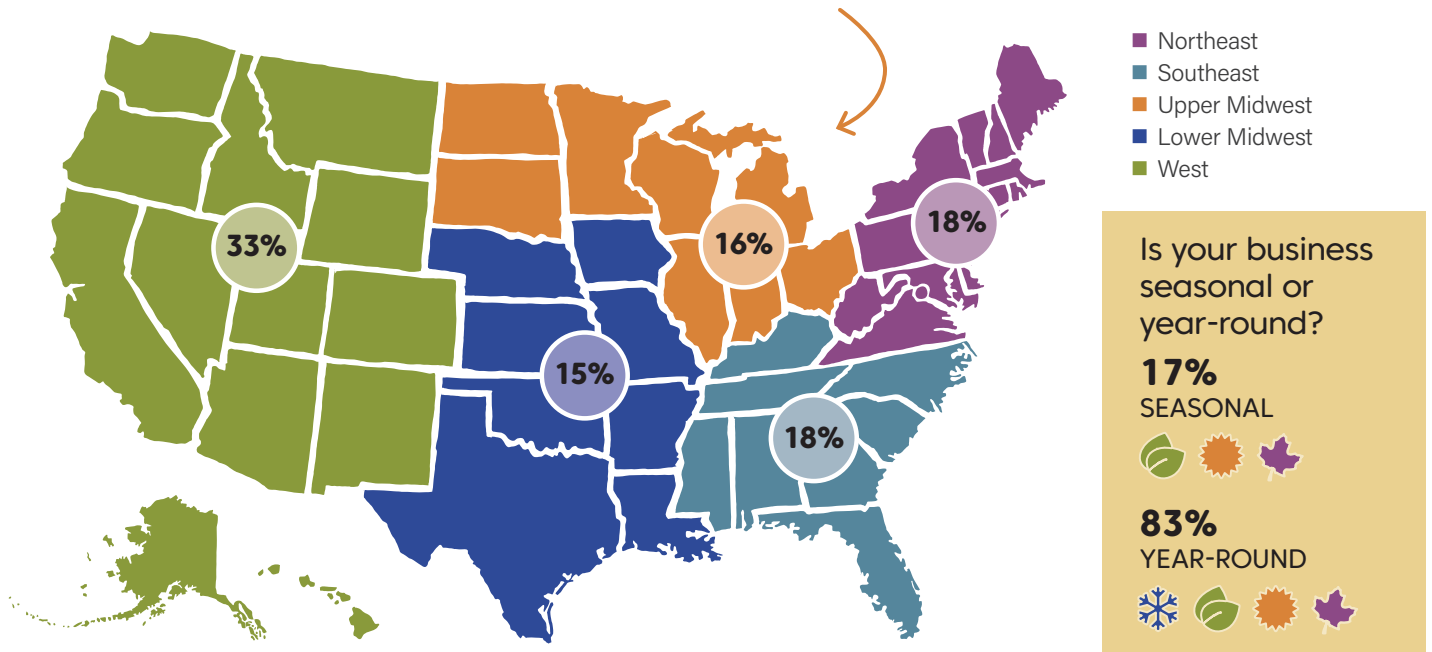 33%
16%
18%
15%
18%
Northeast
Southeast
Upper Midwest
Lower Midwest
West
Is your business
seasonal or
year-round?
17%
SEASONAL
83%
YEAR-ROUND